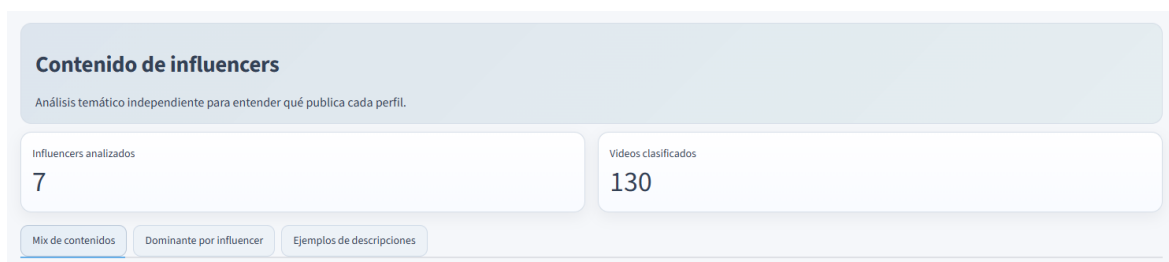 Contenido de influencers
Análisis temático independiente para entender qué publica cada perfil.
Influencers analizados
7
Videos clasificados
130
Mix de contenidos
Dominante por influencer
Ejemplos de descripciones